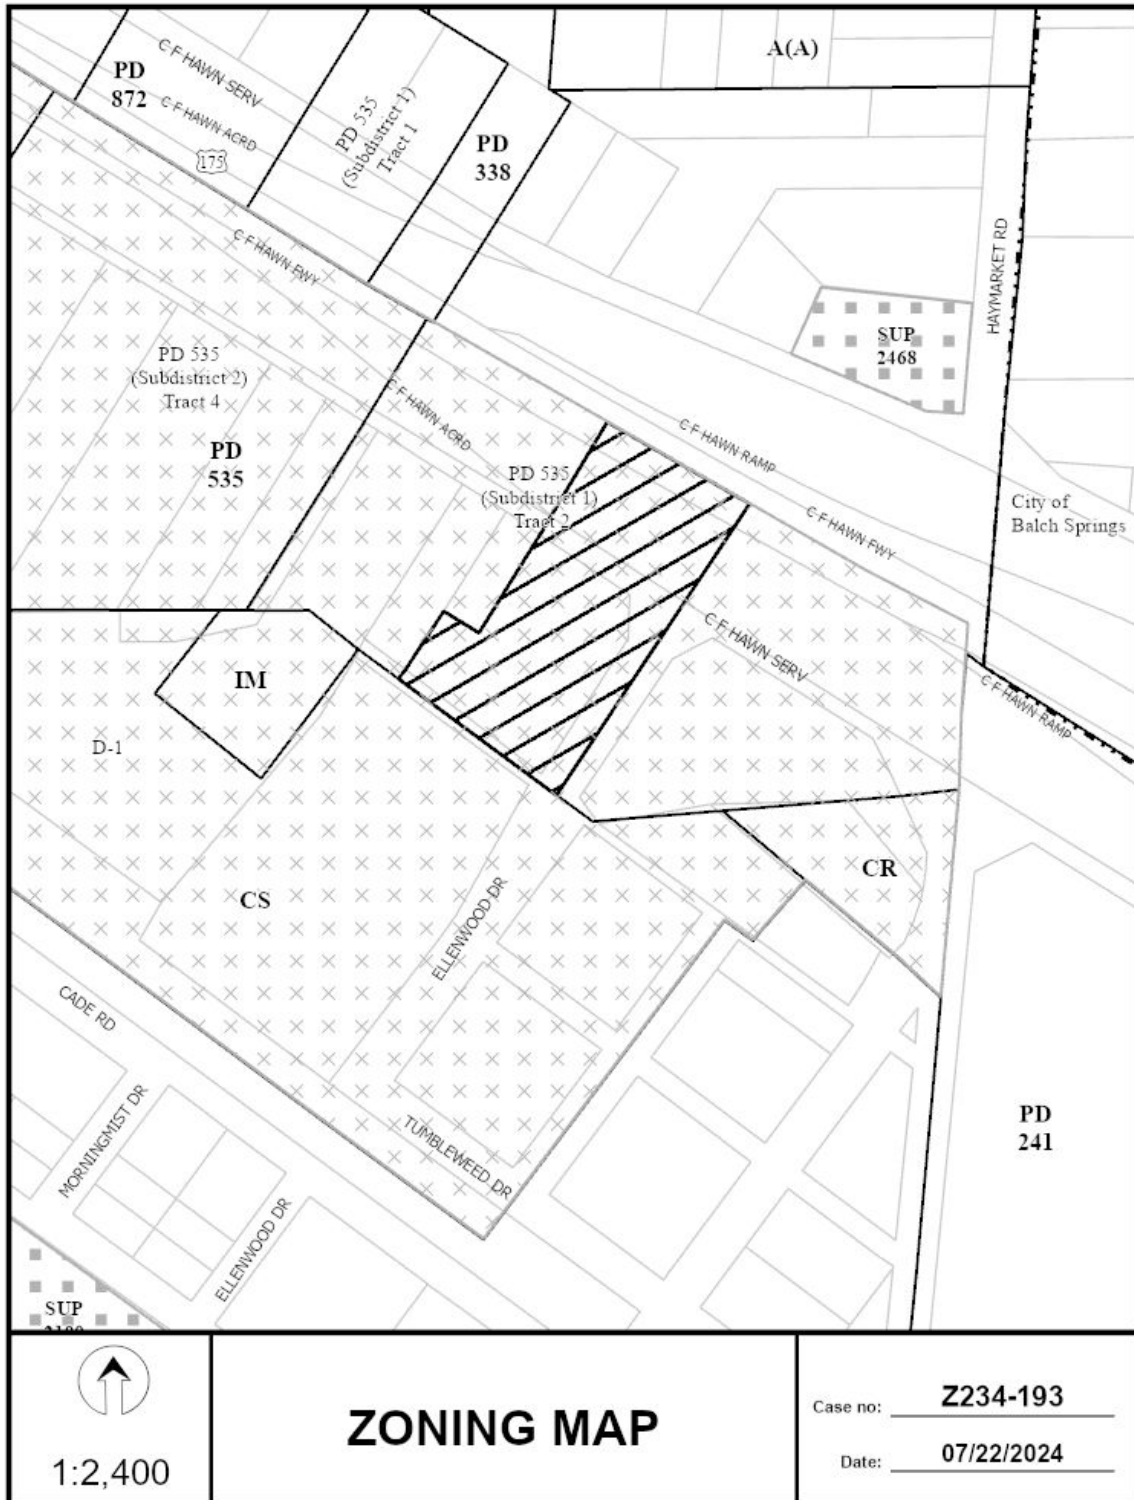 A(A)
C F HAWN SERV
PD
872
C F HAWN ACRD
175
PD 535
(Subdistrict 1)
Tract 1
PD
338
C F HAWN FWY
HAYMARKET RD
SUP
2468
PD 535
(Subdistrict 2)
Tract 4
C F HAWN ACRD
C F HAWN RAMP
PD
535
PD 535
(Subdistrict 1)
Tract 2
C F HAWN FWY
City of
Balch Springs
C F HAWN SERV
IM
C F HAWN RAMP
D-1
CR
CS
ELLENWOOD DR
CADE RD
MORNINGMIST DR
TUMBLEWEED DR
PD
241
ELLENWOOD DR
SUP
1:2,400
ZONING MAP
Case no: Z234-193
Date: 07/22/2024